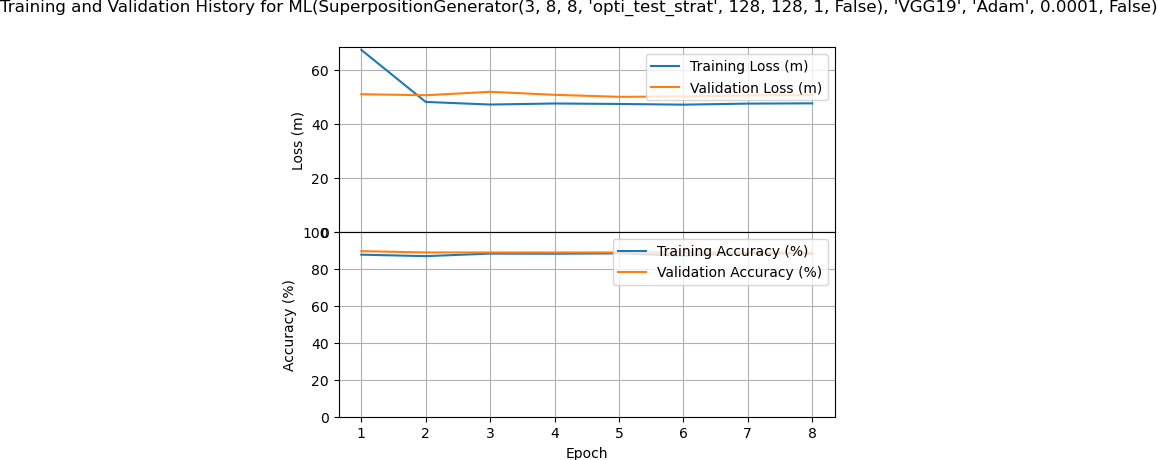 Training and Validation History for ML(SuperpositionGenerator(3, 8, 8, 'opti_test_strat', 128, 128, 1, False), 'VGG19', 'Adam', 0.0001, False)
Training Loss (m)
Validation Loss (m)
60
40
20
0
Loss (m)
Training Accuracy (%)
Validation Accuracy (%)
100
80
60
40
20
0
Accuracy (%)
1 2 3 4 5 6 7 8
Epoch